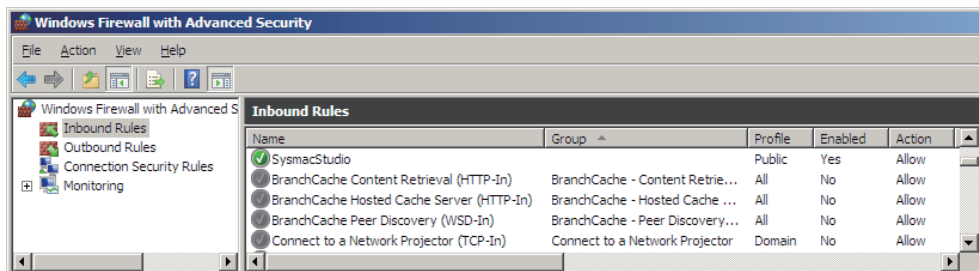 Windows Firewall with Advanced Security
File Action View Help
Windows Firewall with Advanced S
Inbound Rules
Outbound Rules
Connection Security Rules
Monitoring
Inbound Rules
Name Group Profile Enabled Action
SysmacStudio Public Yes Allow
BranchCache Content Retrieval (HTTP-In) BranchCache - Content Retrie... All No Allow
BranchCache Hosted Cache Server (HTTP-In) BranchCache - Hosted Cache ... All No Allow
BranchCache Peer Discovery (WSD-In) BranchCache - Peer Discovery... All No Allow
Connect to a Network Projector (TCP-In) Connect to a Network Projector Domain No Allow